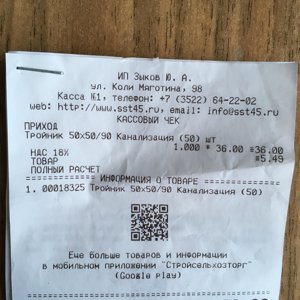 ИП Зыков Ю. А.
ул. Коли Мяготина, 98
Касса №1, телефон: +7 (3522) 64-22-02
web: http://www.sst45.ru, email: info@sst45.ru
КАССОВЫЙ ЧЕК
ПРИХОД
Тройник 50х50/90 Канализация (50) шт
1.000 * 36.00 =36.00
НДС 18% =5.49
ТОВАР
ПОЛНЫЙ РАСЧЕТ
ИНФОРМАЦИЯ О ТОВАРЕ
1. 00018325 Тройник 50х50/90 Канализация (50)
Еще больше товаров и информации
в мобильном приложении "Стройсельхозторг"
(Google play)